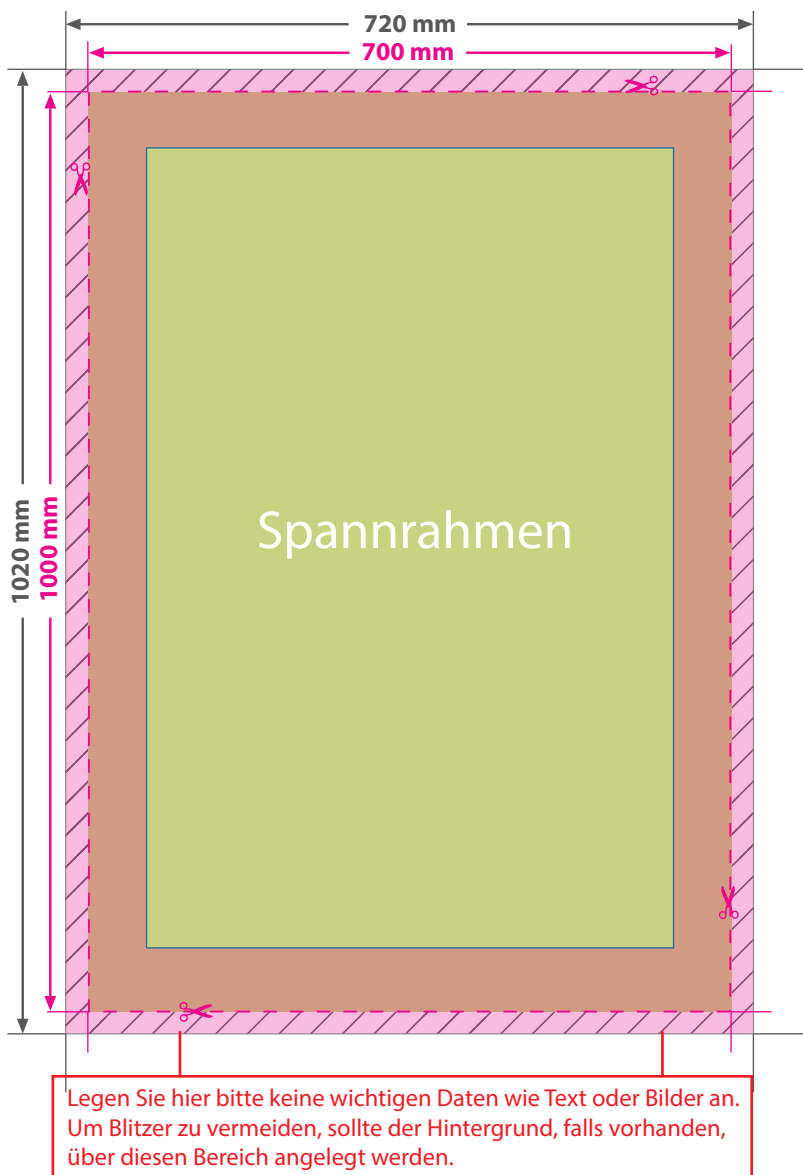 720 mm
700 mm
1020 mm
1000 mm
Spannrahmen
Legen Sie hier bitte keine wichtigen Daten wie Text oder Bilder an.
Um Blitzer zu vermeiden, sollte der Hintergrund, falls vorhanden,
über diesen Bereich angelegt werden.